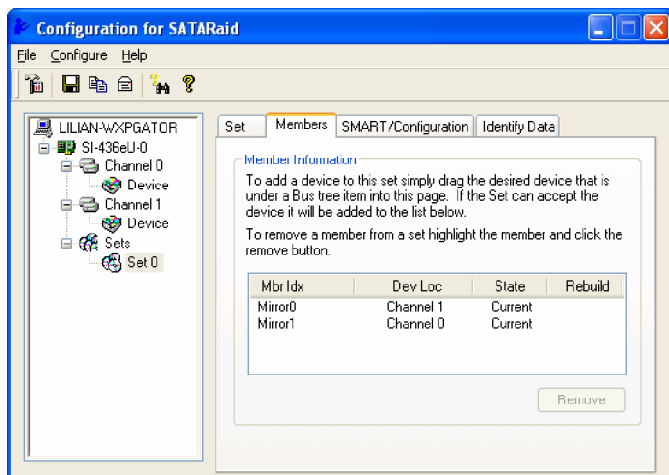 Configuration for SATARaid
File Configure Help
LILIAN-WXPGATOR
SI-436eU-0
Channel 0
Device
Channel 1
Device
Sets
Set 0
Set Members SMART/Configuration Identify Data
Member Information
To add a device to this set simply drag the desired device that is
under a Bus tree item into this page. If the Set can accept the
device it will be added to the list below.
To remove a member from a set highlight the member and click the
remove button.
Mbr Idx Dev Loc State Rebuild
Mirror0 Channel 1 Current
Mirror1 Channel 0 Current
Remove